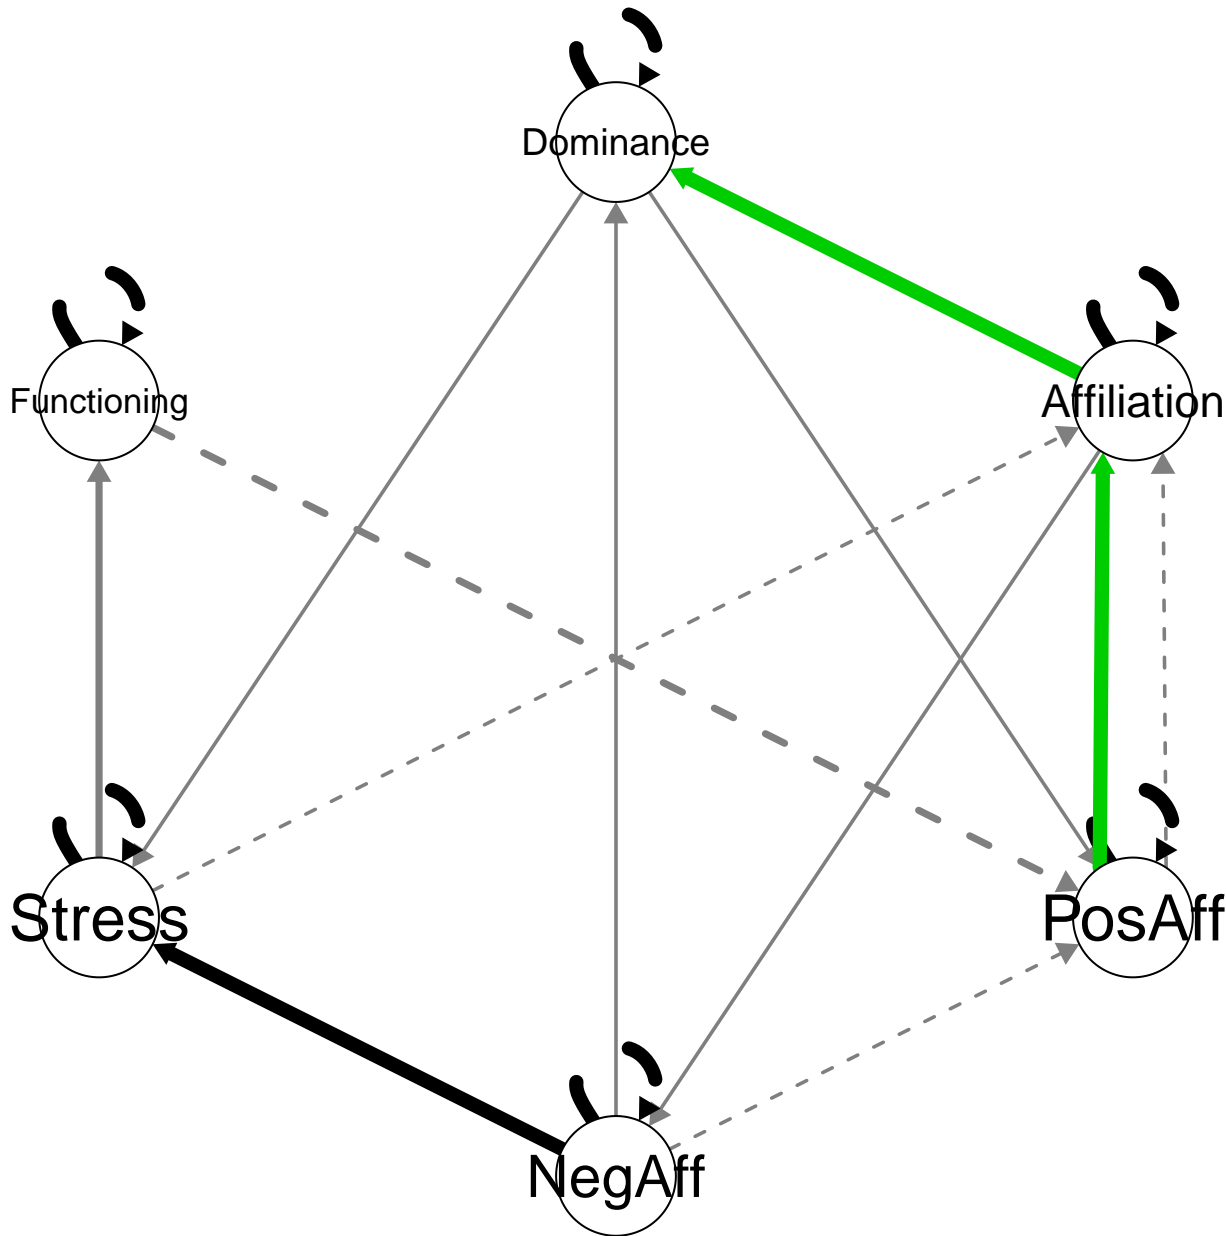 Dominance
Functioning
Affiliation
Stress
PosAff
NegAff